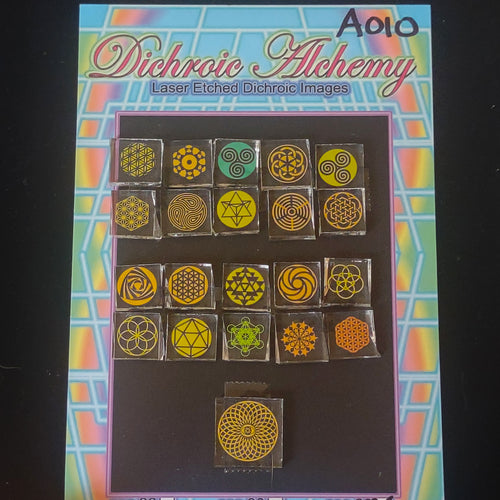 A010
Dichroic Alchemy
Laser Etched Dichroic Images